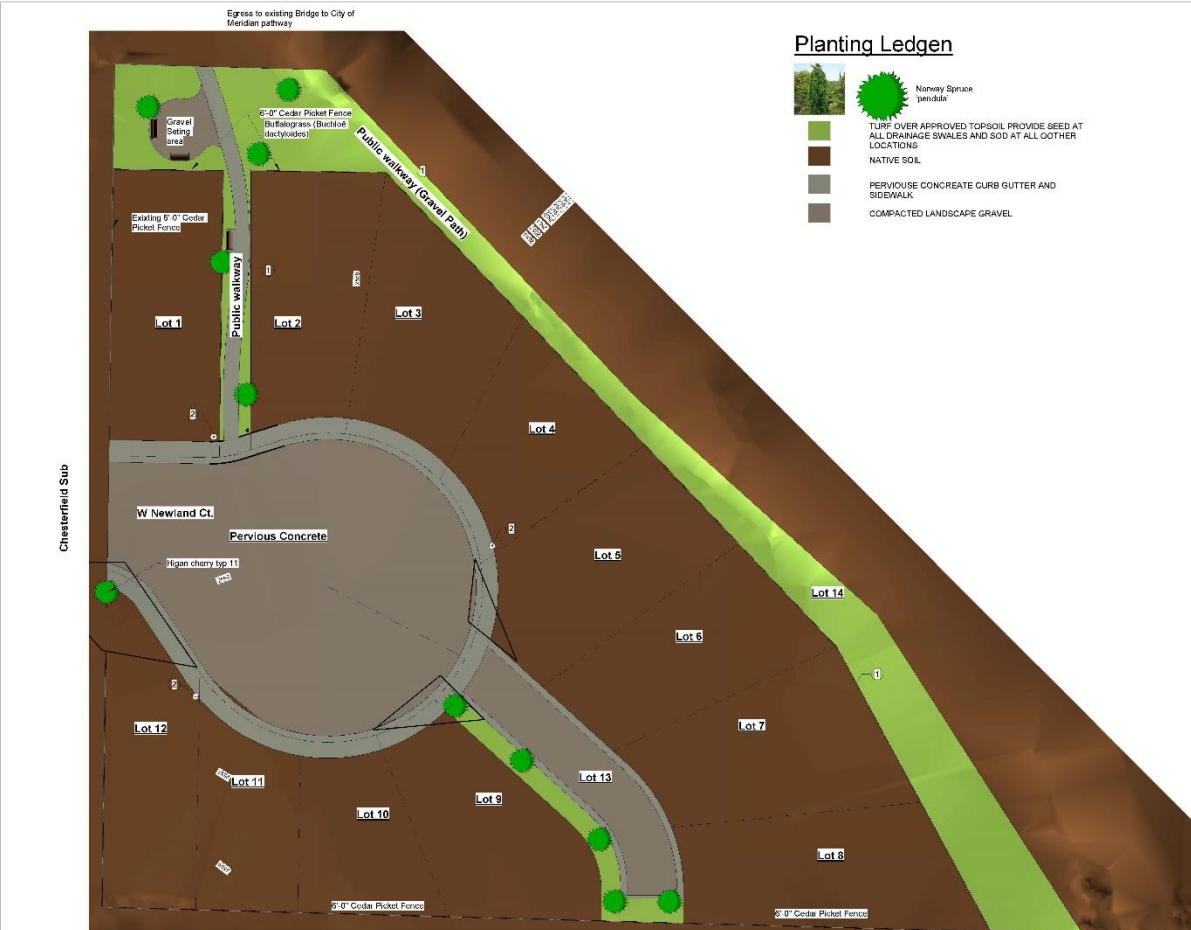 Egress to existing Bridge to City of
Meridian pathway
Planting Ledgen
Norway Spruce
'pendula'
TURF OVER APPROVED TOPSOIL PROVIDE SEED AT
ALL DRAINAGE SWALES AND SOD AT ALL OOTHER
LOCATIONS
NATIVE SOIL
PERVIOUSE CONCREATE CURB GUTTER AND
SIDEWALK
COMPACTED LANDSCAPE GRAVEL
Gravel
Seting
area
6'-0" Cedar Picket Fence
Buffalograss (Buchloë
dactyloides)
Public walkway (Gravel Path)
1
Exixting 6'-0" Cedar
Picket Fence
Public walkway
1
Lot 1
Lot 2
Lot 3
2
Lot 4
Chesterfield Sub
W Newland Ct.
Pervious Concrete
2
Lot 5
Higan cherry typ 11
Lot 14
Lot 6
1
2
Lot 12
Lot 7
Lot 11
Lot 13
Lot 9
Lot 10
Lot 8
6'-0" Cedar Picket Fence
6'-0" Cedar Picket Fence